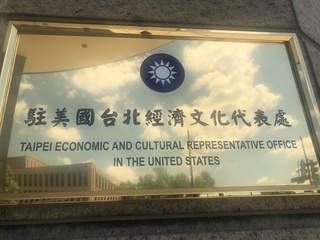 駐美國台北經濟文化代表處
TAIPEI ECONOMIC AND CULTURAL REPRESENTATIVE OFFICE
IN THE UNITED STATES